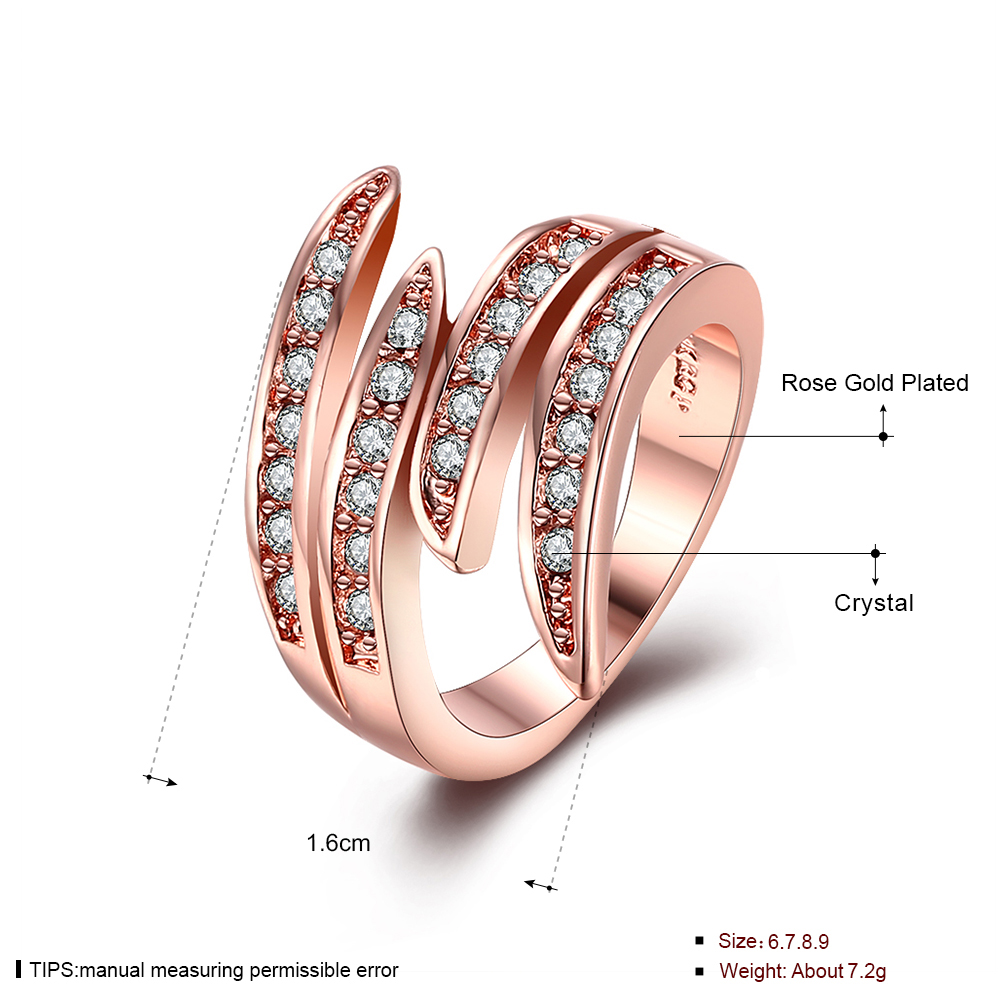 Rose Gold Plated
Crystal
1.6cm
Size: 6.7.8.9
Weight: About 7.2g
TIPS:manual measuring permissible error